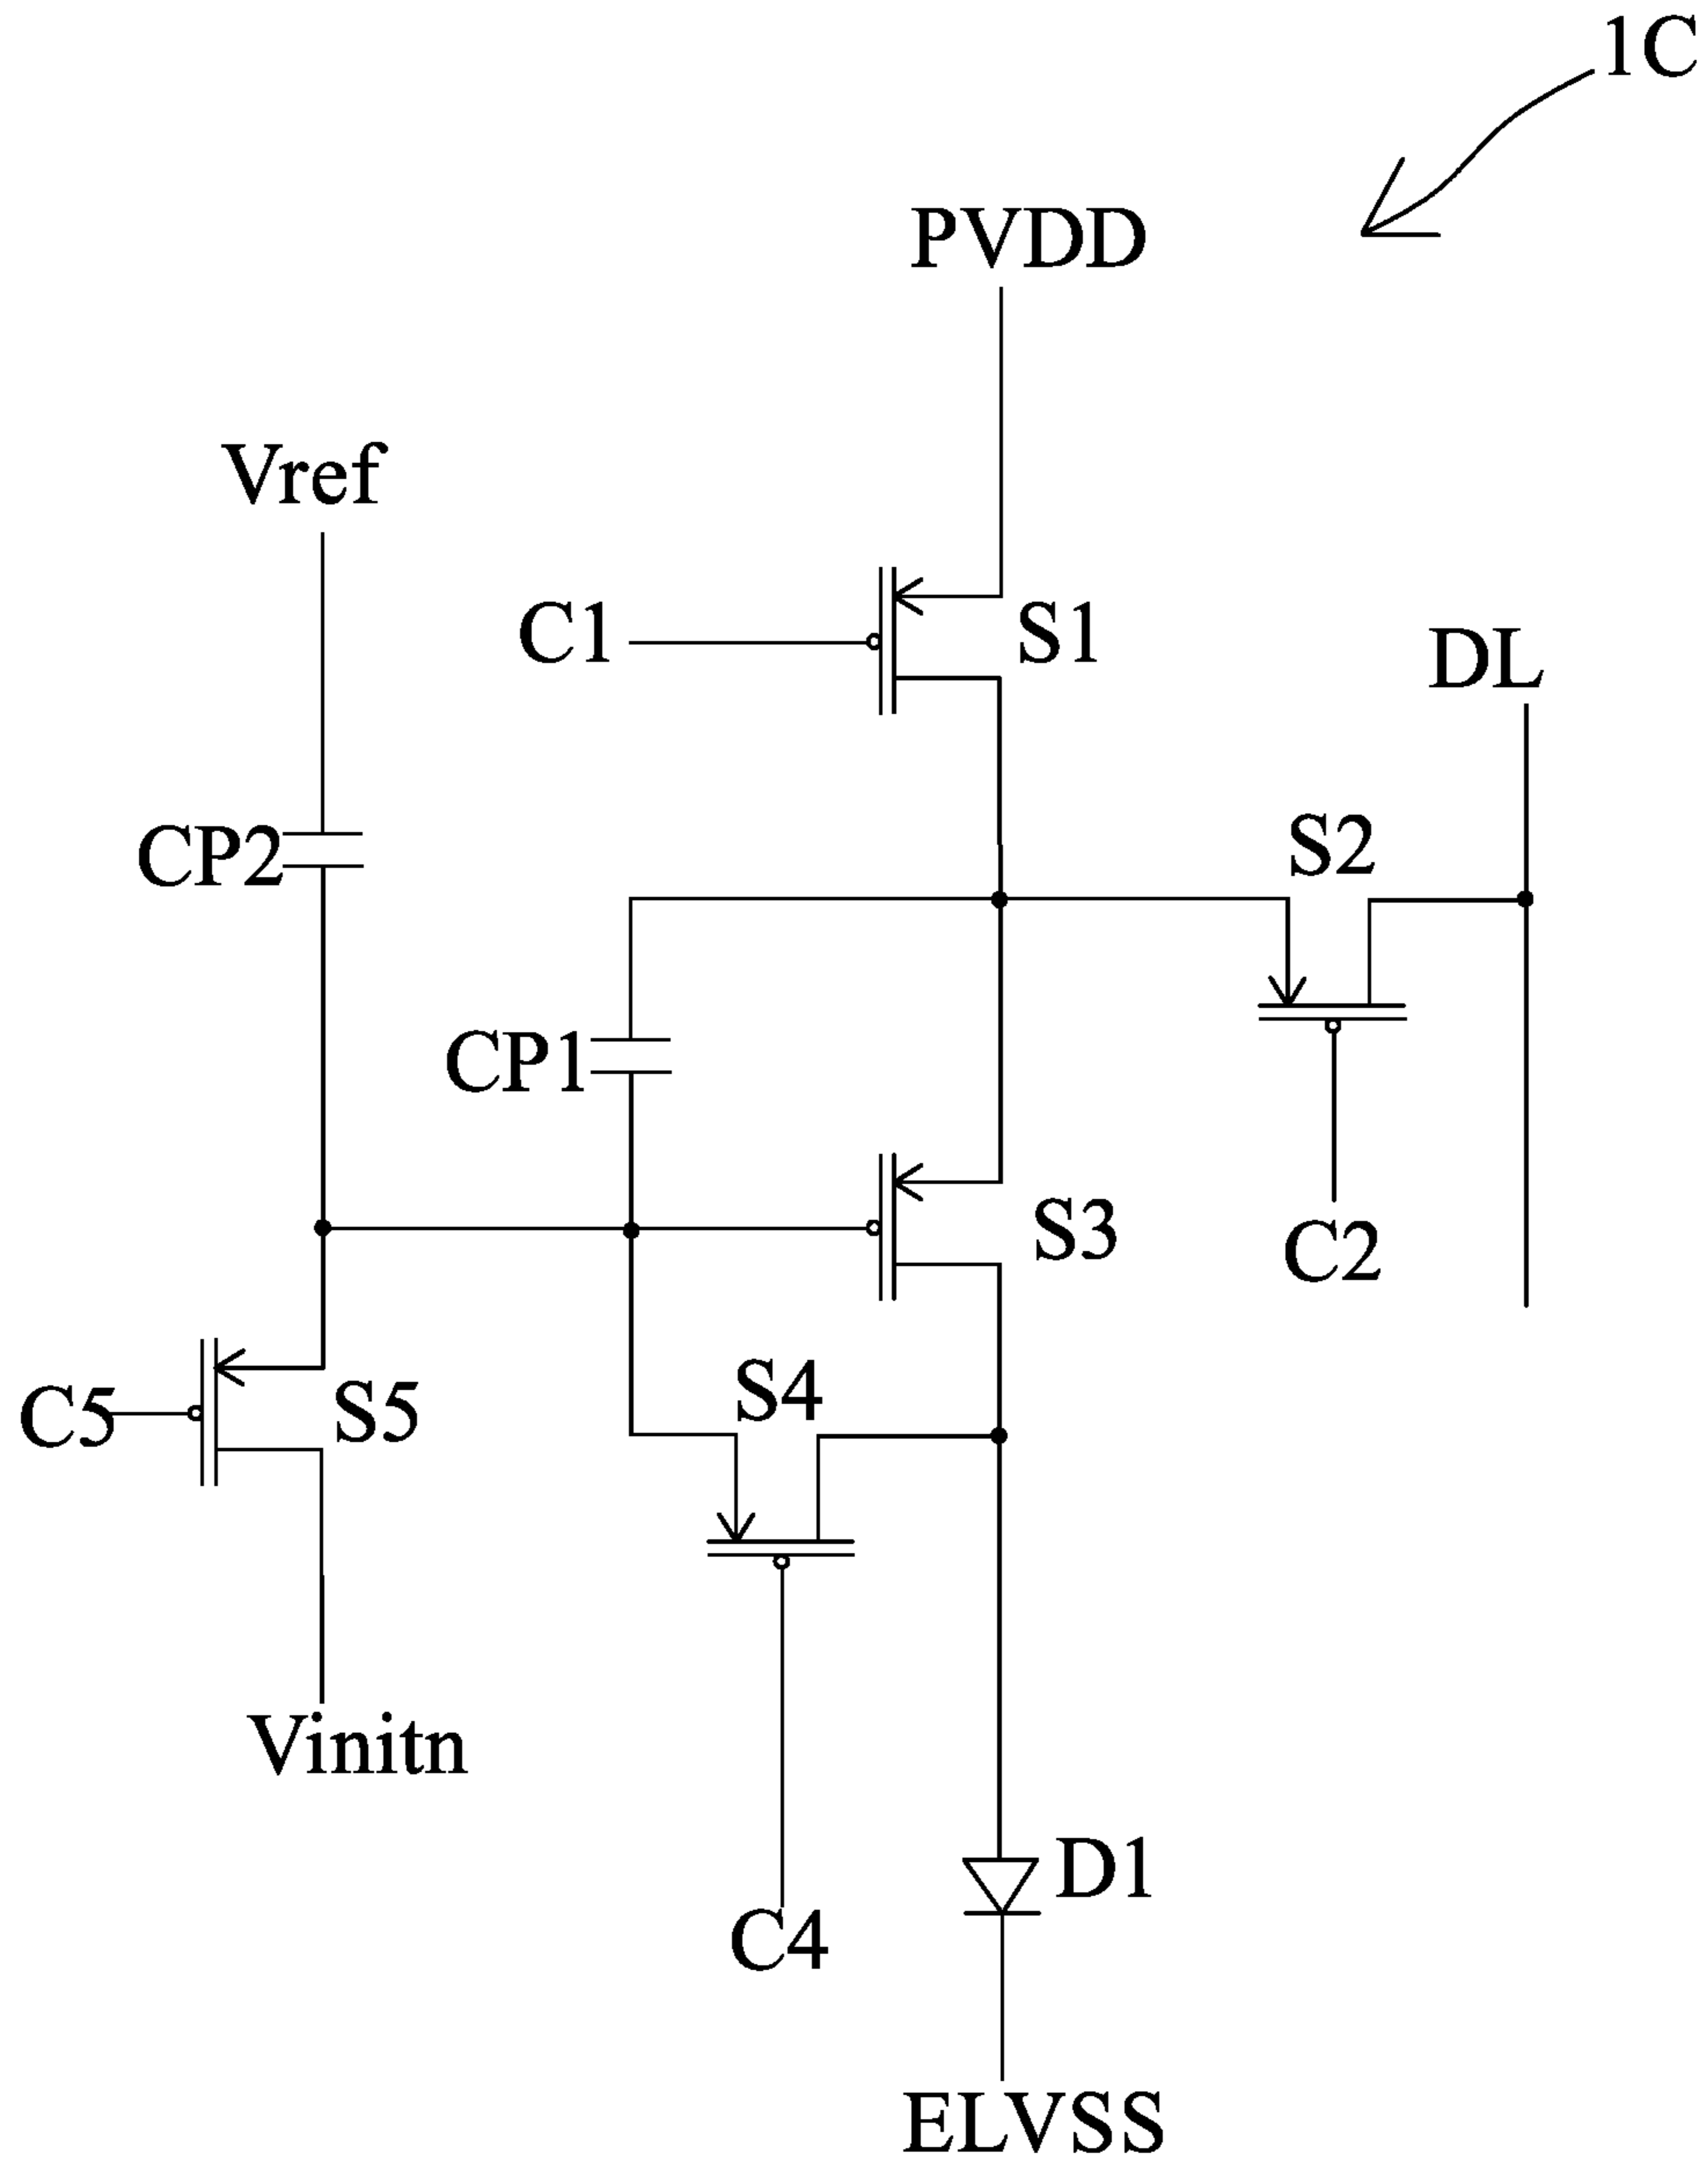 1C
PVDD
Vref
C1
S1
DL
CP2
S2
CP1
S3
C2
C5
S5
S4
Vinitn
D1
C4
ELVSS